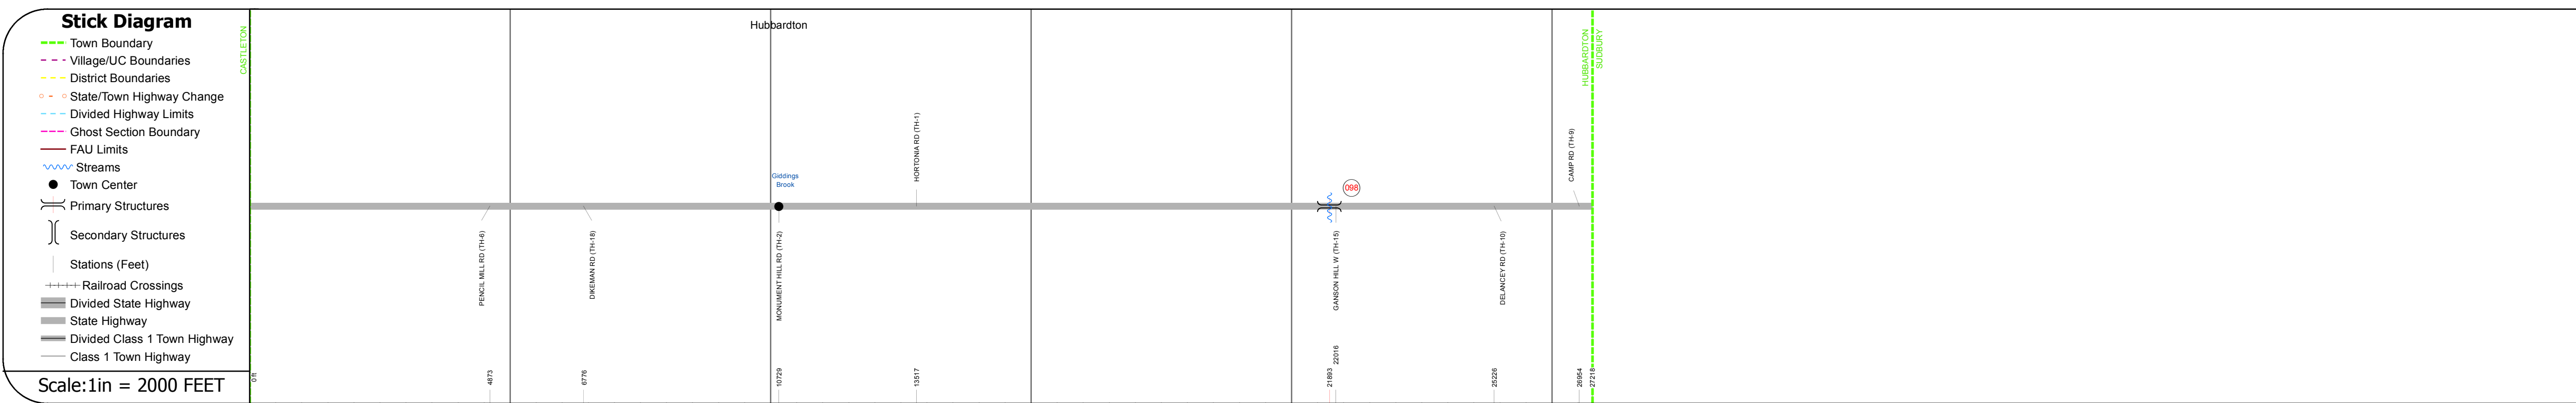 Stick Diagram
Town Boundary
Village/UC Boundaries
District Boundaries
State/Town Highway Change
Divided Highway Limits
Ghost Section Boundary
FAU Limits
Streams
Town Center
Primary Structures
Secondary Structures
Stations (Feet)
Railroad Crossings
Divided State Highway
State Highway
Divided Class 1 Town Highway
Class 1 Town Highway
Scale:1in = 2000 FEET
CASTLETON
Hubbardton
HUBBARDTON
SUDBURY
Giddings
Brook
HORTONIA RD (TH-1)
098
CAMP RD (TH-9)
PENCIL MILL RD (TH-6)
DIKEMAN RD (TH-18)
MONUMENT HILL RD (TH-2)
GANSON HILL W (TH-15)
DELANCEY RD (TH-10)
0 ft
4873
6776
10729
13517
21893
22016
25226
26954
27218